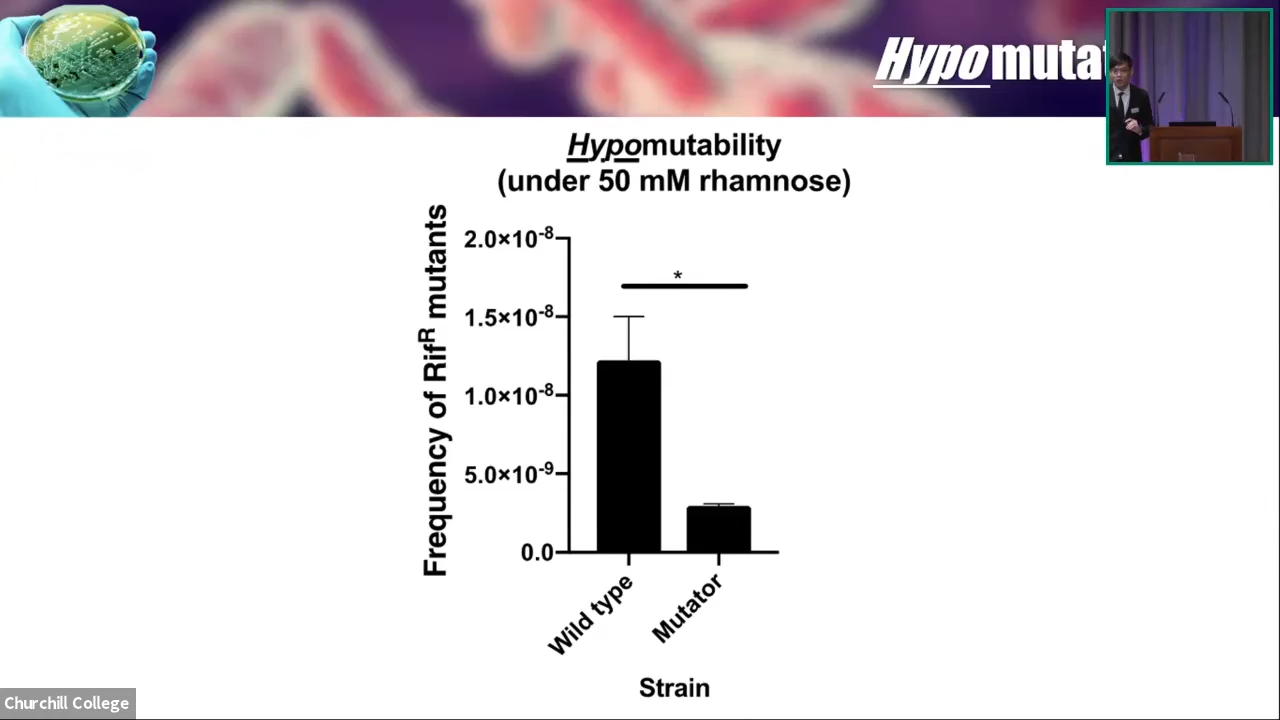 Hypomuta
Hypomutability
(under 50 mM rhamnose)
Frequency of Rifᴿ mutants
2.0×10⁻⁸
*
1.5×10⁻⁸
1.0×10⁻⁸
5.0×10⁻⁹
0.0
Wild type
Mutator
Strain
Churchill College